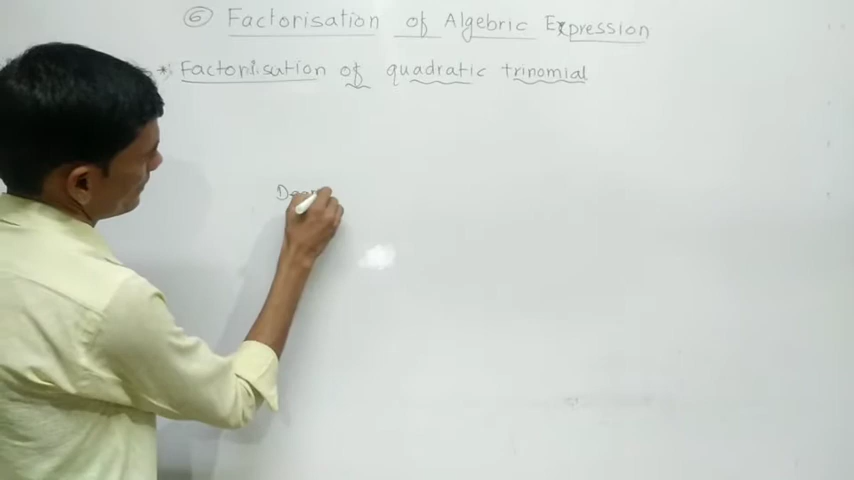 ⑥ Factorisation of Algebric Expression
* Factorisation of quadratic trinomial